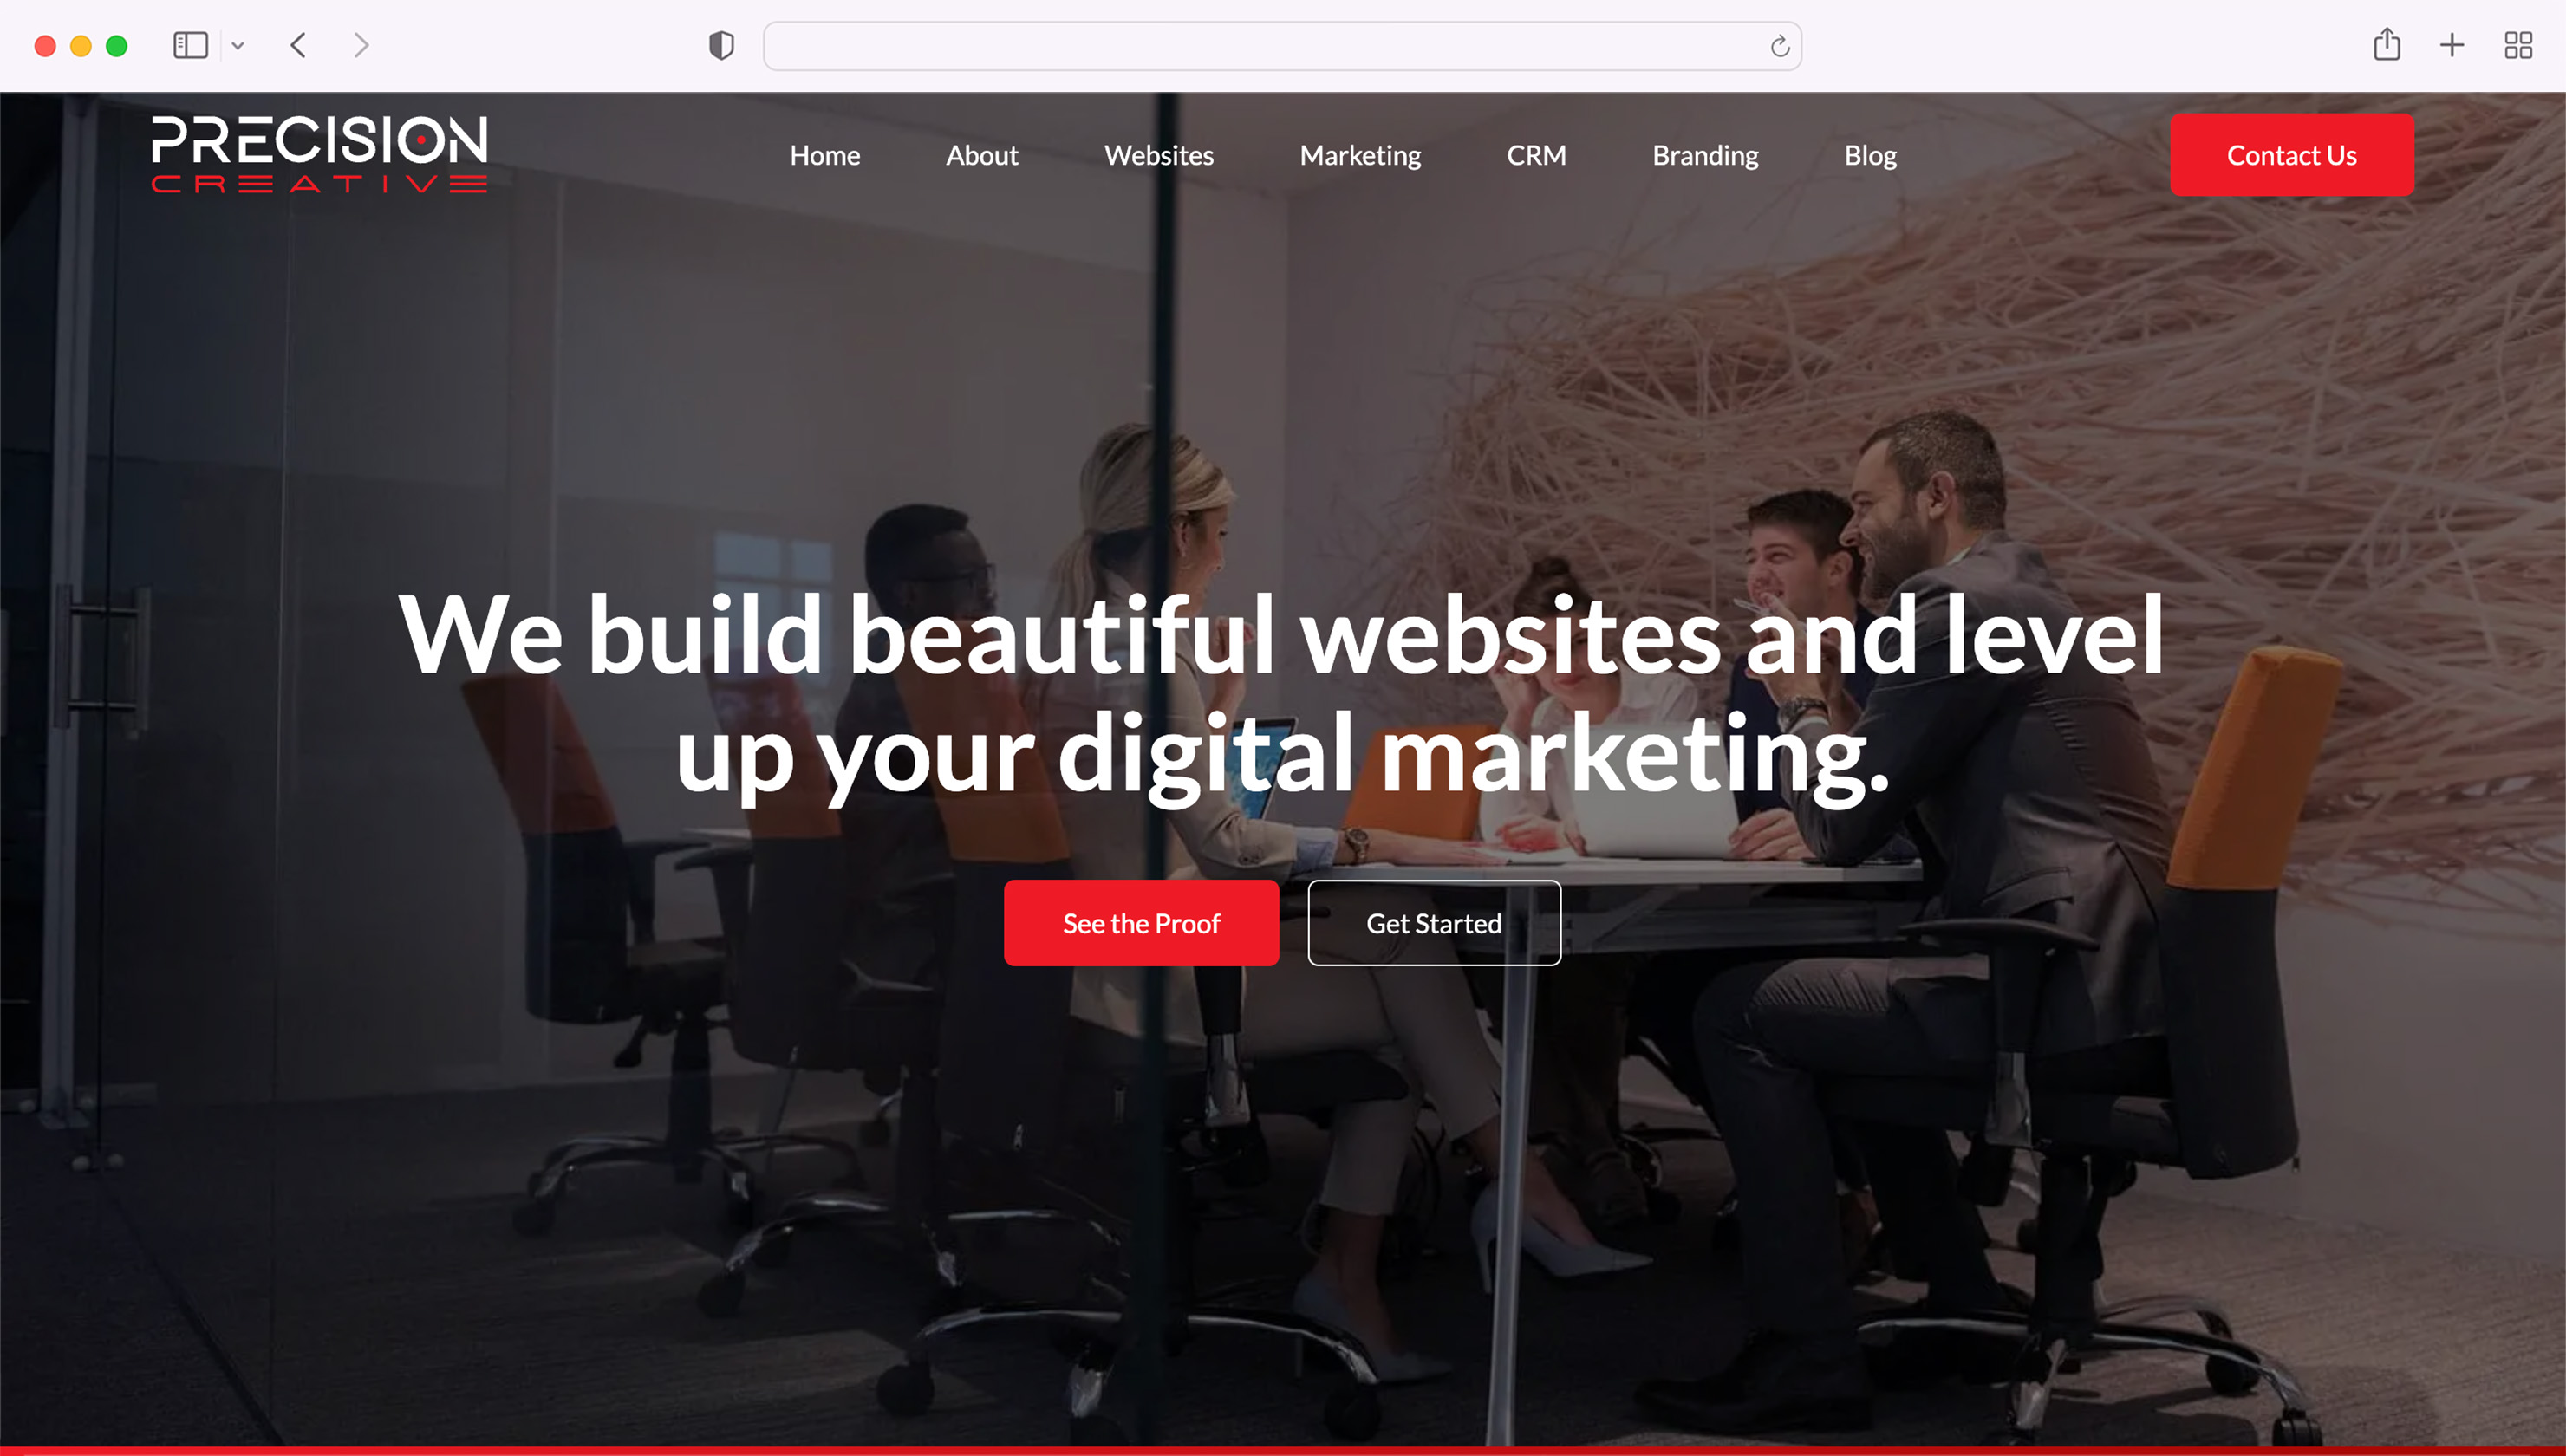 PRECISION
CREATIVE
Home About Websites Marketing CRM Branding Blog
Contact Us
We build beautiful websites and level
up your digital marketing.
See the Proof Get Started